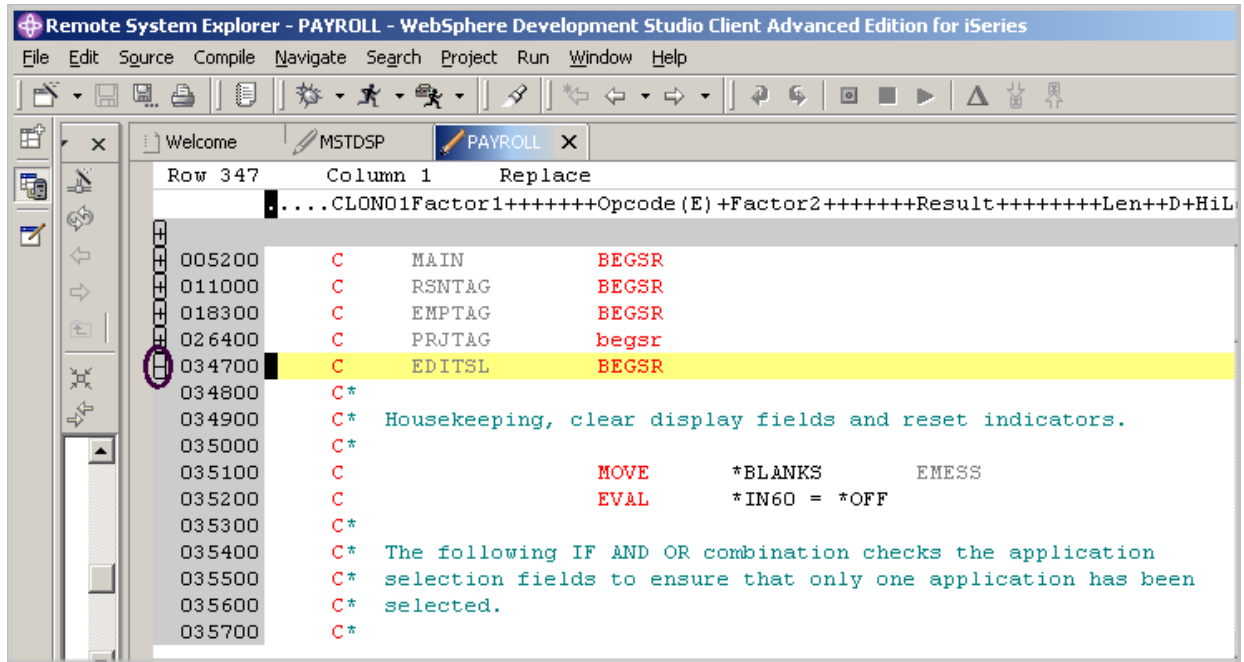 Remote System Explorer - PAYROLL - WebSphere Development Studio Client Advanced Edition for iSeries
File Edit Source Compile Navigate Search Project Run Window Help
Welcome MSTDSP PAYROLL
Row 347 Column 1 Replace
.....CL0N01Factor1+++++++Opcode(E)+Factor2+++++++Result++++++++Len++D+HiL
005200 C MAIN BEGSR
011000 C RSNTAG BEGSR
018300 C EMPTAG BEGSR
026400 C PRJTAG begsr
034700 C EDITSL BEGSR
034800 C*
034900 C* Housekeeping, clear display fields and reset indicators.
035000 C*
035100 C MOVE *BLANKS EMESS
035200 C EVAL *IN60 = *OFF
035300 C*
035400 C* The following IF AND OR combination checks the application
035500 C* selection fields to ensure that only one application has been
035600 C* selected.
035700 C*